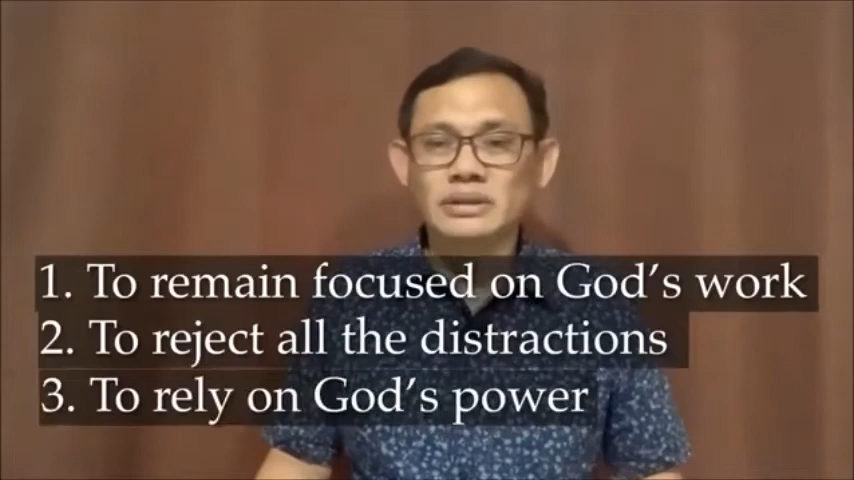 1. To remain focused on God's work
2. To reject all the distractions
3. To rely on God's power